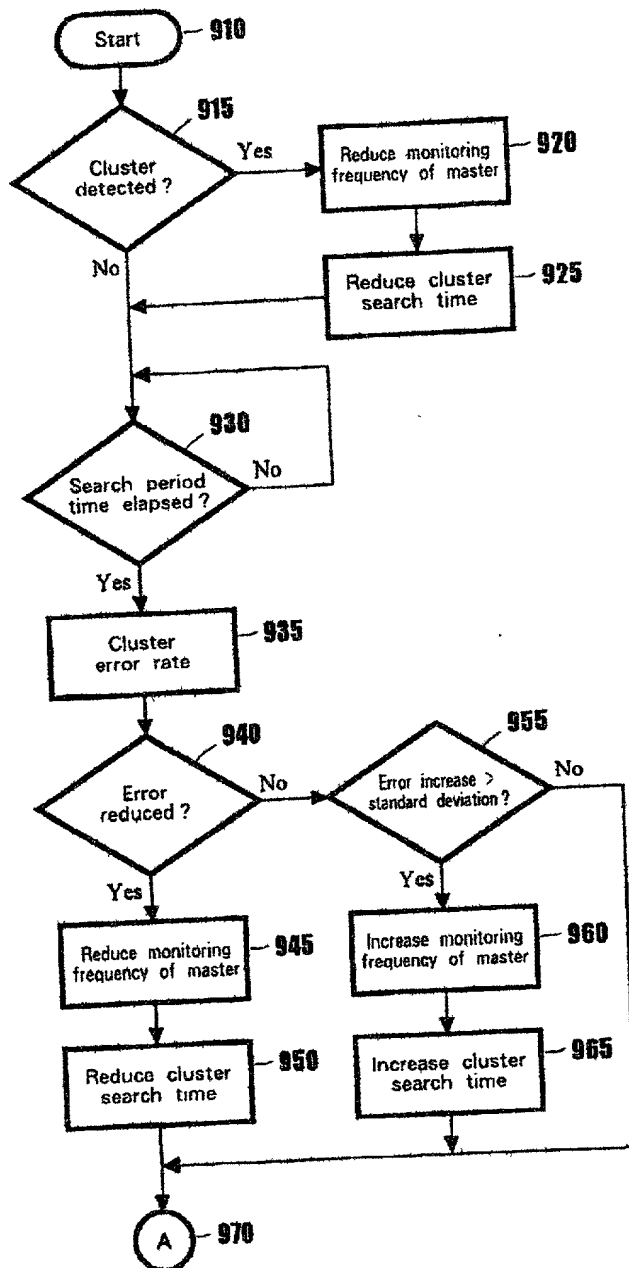 Start
910
915
Cluster
detected ?
Yes
No
Reduce monitoring
frequency of master
920
Reduce cluster
search time
925
930
Search period
time elapsed ?
No
Yes
Cluster
error rate
935
940
Error
reduced ?
No
Yes
955
Error increase >
standard deviation ?
No
Yes
Reduce monitoring
frequency of master
945
Increase monitoring
frequency of master
960
Reduce cluster
search time
950
Increase cluster
search time
965
A
970